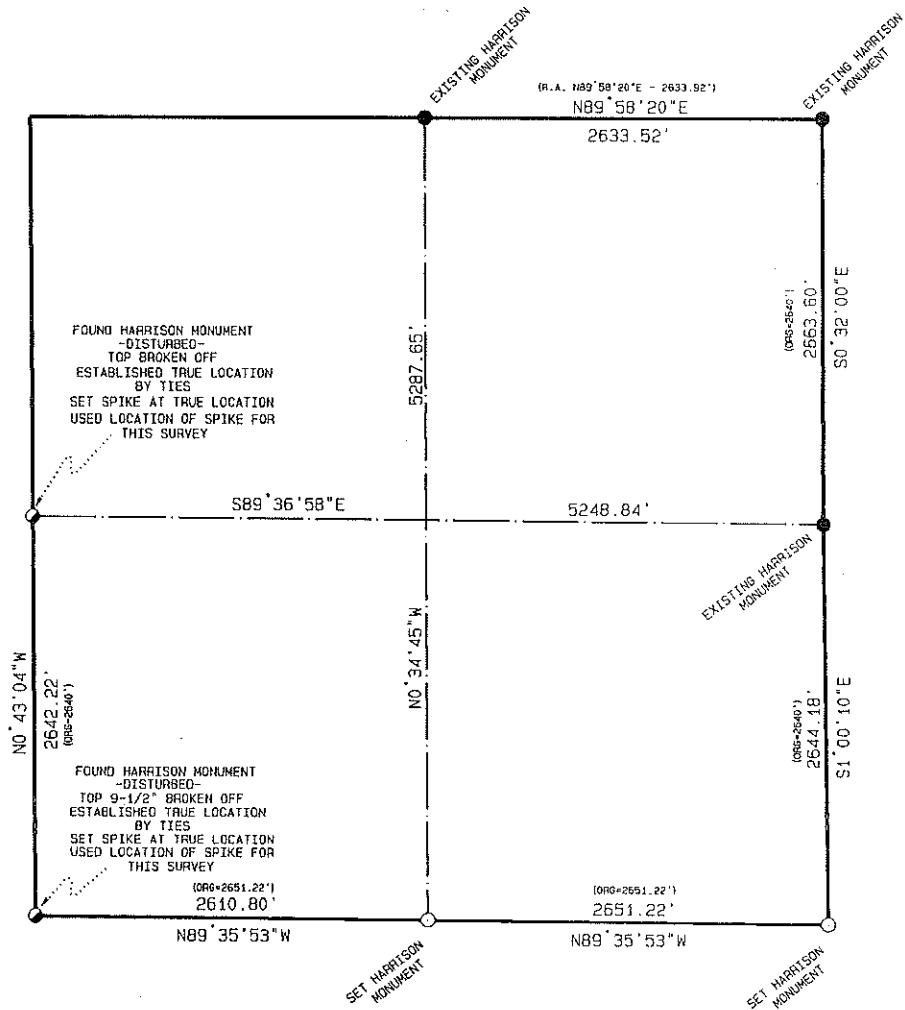 EXISTING HARRISON
MONUMENT
(R.A. N89°58'20"E - 2633.92')
N89°58'20"E
2633.52'
EXISTING HARRISON
MONUMENT
(ORG=2640')
2663.60'
S0°32'00"E
5287.65'
FOUND HARRISON MONUMENT
-DISTURBED-
TOP BROKEN OFF
ESTABLISHED TRUE LOCATION
BY TIES
SET SPIKE AT TRUE LOCATION
USED LOCATION OF SPIKE FOR
THIS SURVEY
S89°36'58"E
5248.84'
EXISTING HARRISON
MONUMENT
N0°34'45"W
N0°43'04"W
2642.22'
(ORG=2640')
(ORG=2640')
2644.18'
S1°00'10"E
FOUND HARRISON MONUMENT
-DISTURBED-
TOP 9-1/2" BROKEN OFF
ESTABLISHED TRUE LOCATION
BY TIES
SET SPIKE AT TRUE LOCATION
USED LOCATION OF SPIKE FOR
THIS SURVEY
(ORG=2651.22')
2610.80'
N89°35'53"W
(ORG=2651.22')
2651.22'
N89°35'53"W
SET HARRISON
MONUMENT
SET HARRISON
MONUMENT